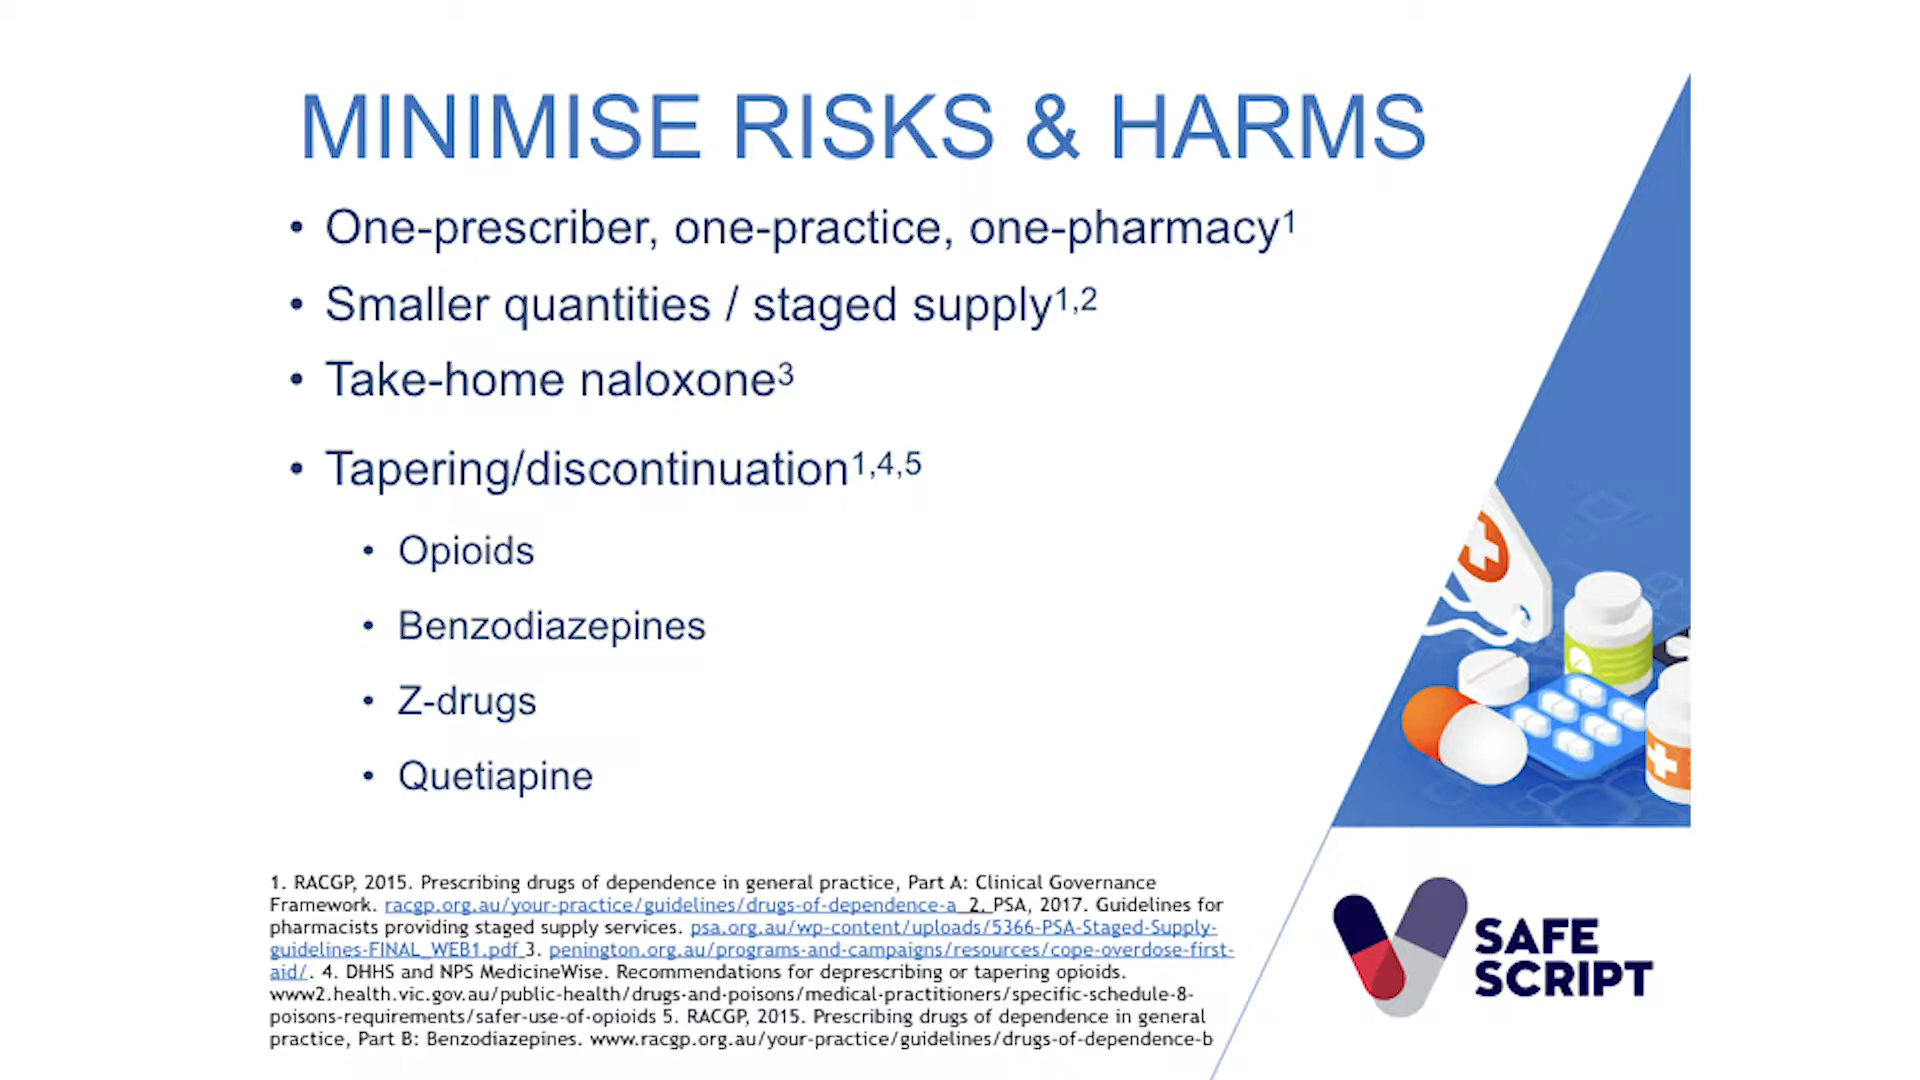 MINIMISE RISKS & HARMS
• One-prescriber, one-practice, one-pharmacy1
• Smaller quantities / staged supply1,2
• Take-home naloxone3
• Tapering/discontinuation1,4,5
• Opioids
• Benzodiazepines
• Z-drugs
• Quetiapine
1. RACGP, 2015. Prescribing drugs of dependence in general practice, Part A: Clinical Governance
Framework. racgp.org.au/your-practice/guidelines/drugs-of-dependence-a 2. PSA, 2017. Guidelines for
pharmacists providing staged supply services. psa.org.au/wp-content/uploads/5366-PSA-Staged-Supply-
guidelines-FINAL_WEB1.pdf 3. penington.org.au/programs-and-campaigns/resources/cope-overdose-first-
aid/. 4. DHHS and NPS MedicineWise. Recommendations for deprescribing or tapering opioids.
www2.health.vic.gov.au/public-health/drugs-and-poisons/medical-practitioners/specific-schedule-8-
poisons-requirements/safer-use-of-opioids 5. RACGP, 2015. Prescribing drugs of dependence in general
practice, Part B: Benzodiazepines. www.racgp.org.au/your-practice/guidelines/drugs-of-dependence-b
SAFE
SCRIPT